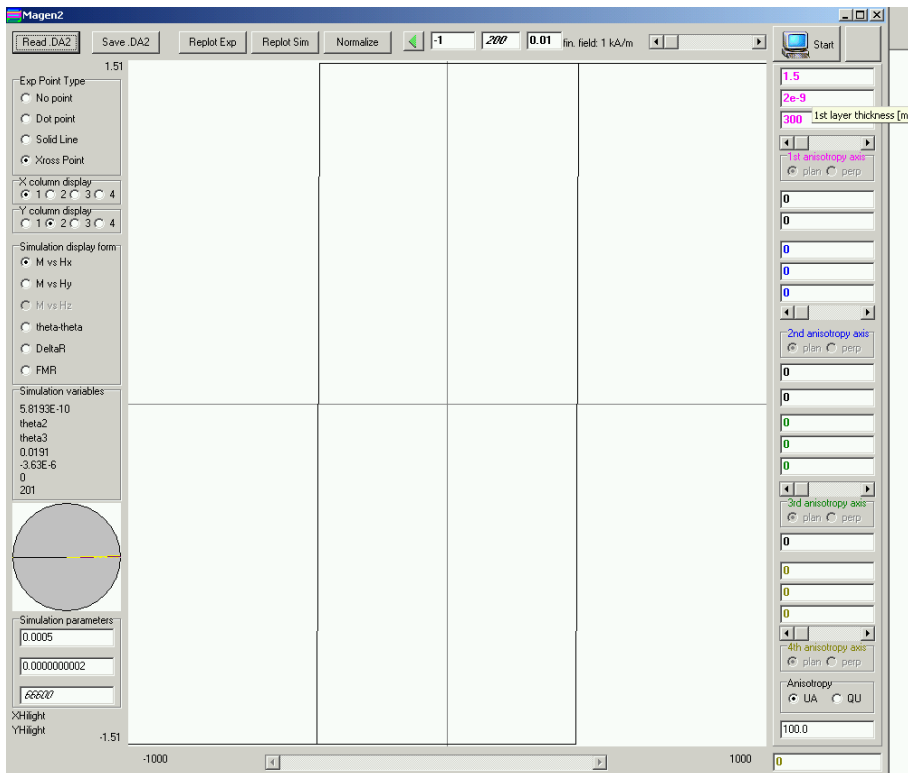 Magen2
Read .DA2 Save .DA2 Replot Exp Replot Sim Normalize -1 200 0.01 fin. field: 1 kA/m Start
1.51
Exp Point Type
No point
Dot point
Solid Line
Xross Point
X column display
1 2 3 4
Y column display
1 2 3 4
Simulation display form
M vs Hx
M vs Hy
M vs Hz
theta-theta
DeltaR
FMR
Simulation variables
5.8193E-10
theta2
theta3
0.0191
-3.63E-6
0
201
Simulation parameters
0.0005
0.0000000002
66600
XHilight
YHilight
-1.51
-1000 1000
1.5
2e-9
300 1st layer thickness [m
1st anisotropy axis
plan perp
0
0
0
0
0
2nd anisotropy axis
plan perp
0
0
0
0
0
3rd anisotropy axis
plan perp
0
0
0
0
4th anisotropy axis
plan perp
Anisotropy
UA QU
100.0
0